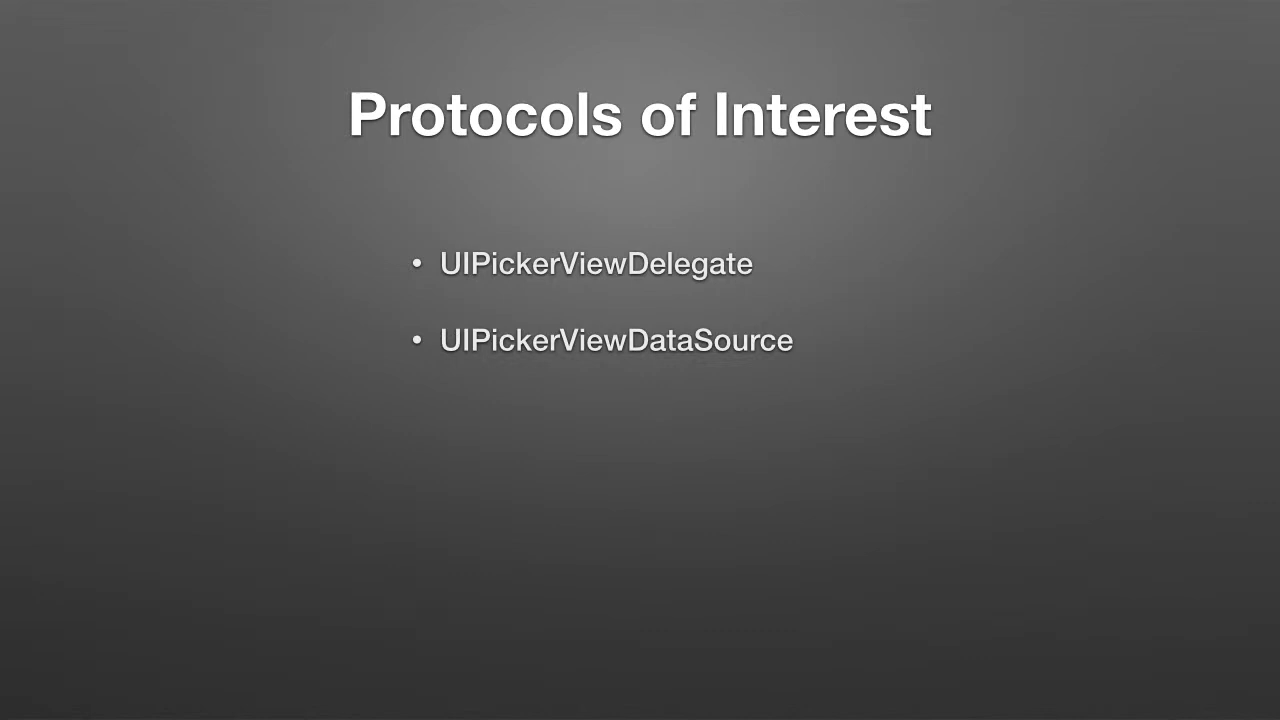 Protocols of Interest
• UIPickerViewDelegate
• UIPickerViewDataSource